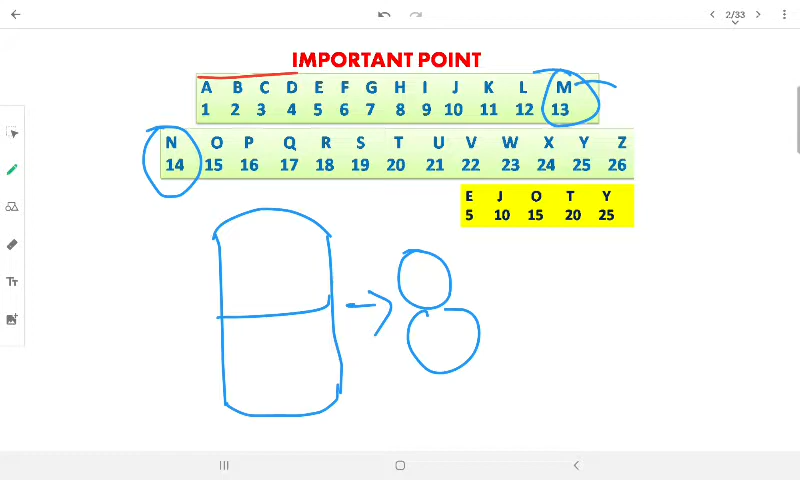 2/33
IMPORTANT POINT
A B C D E F G H I J K L M
1 2 3 4 5 6 7 8 9 10 11 12 13
N O P Q R S T U V W X Y Z
14 15 16 17 18 19 20 21 22 23 24 25 26
E J O T Y
5 10 15 20 25
Tт